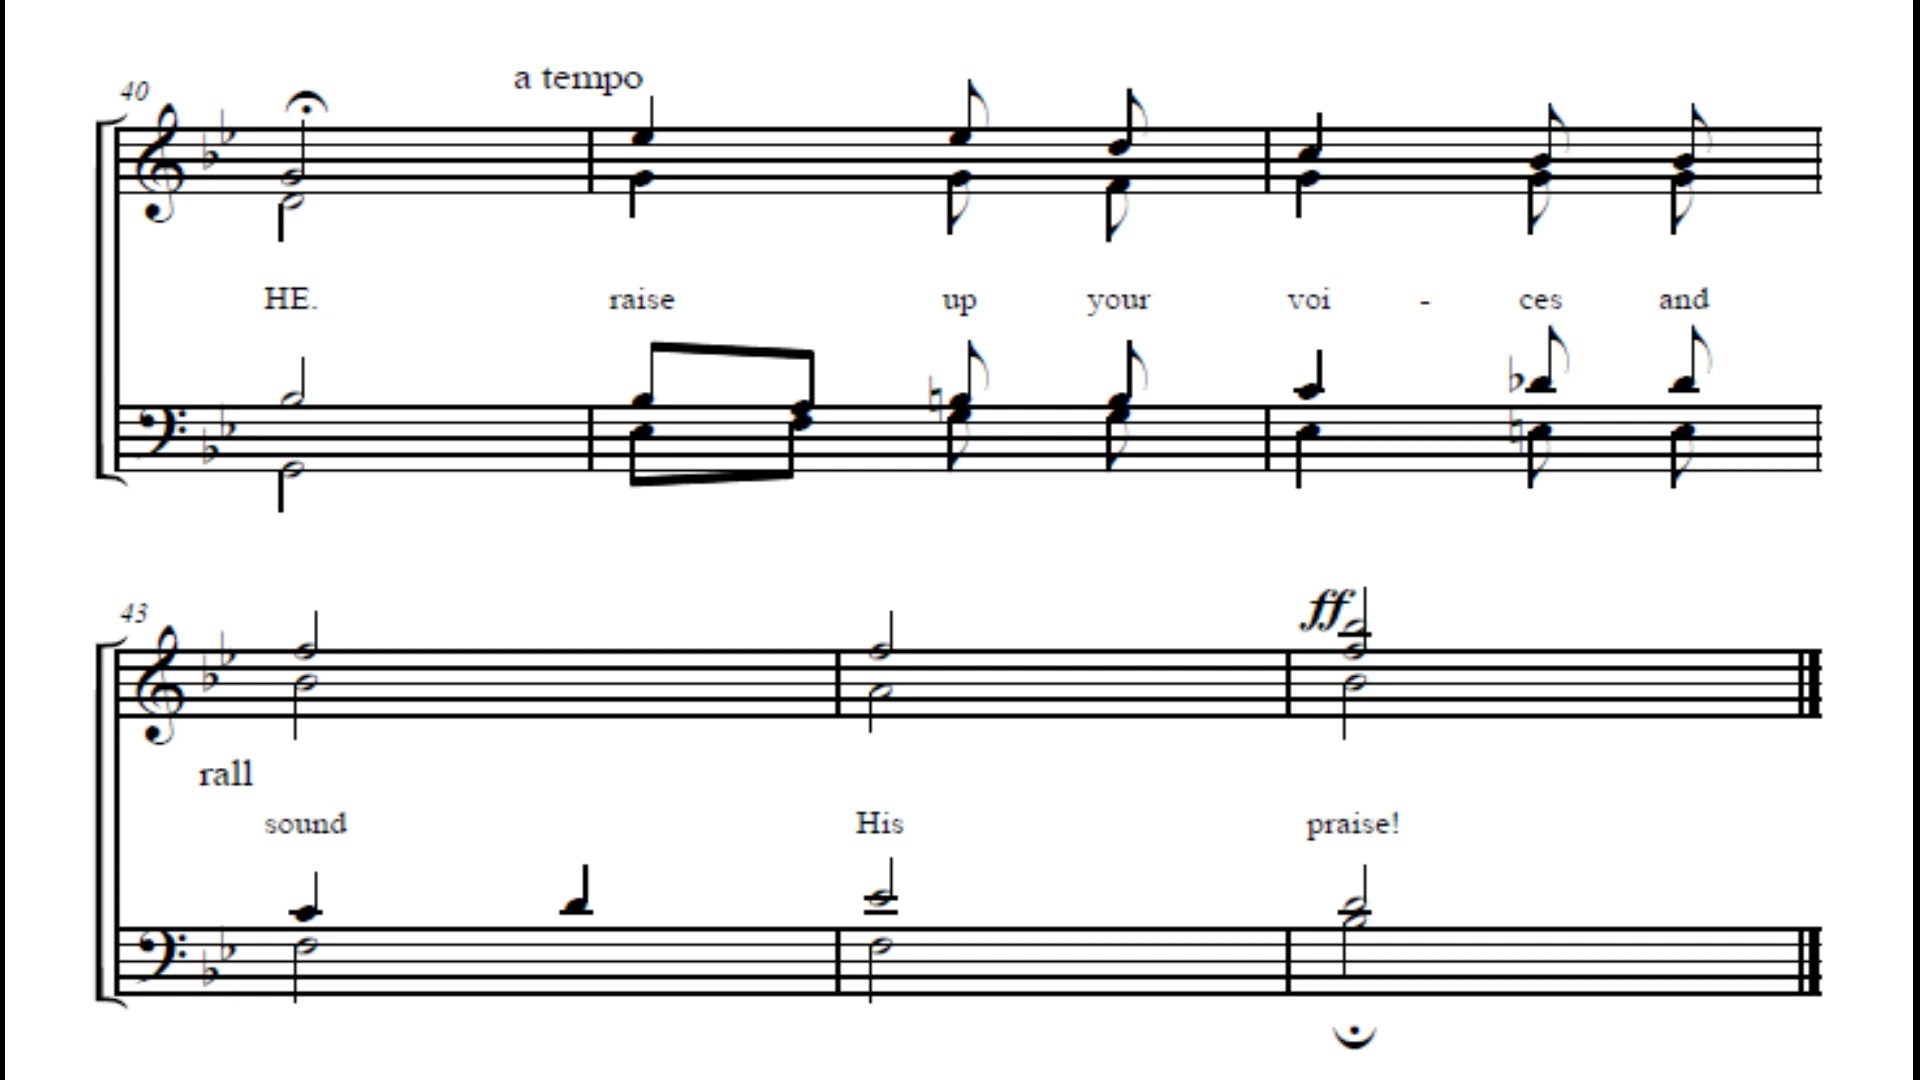 a tempo
40
HE. raise up your voi - ces and
43
ff
rall
sound His praise!